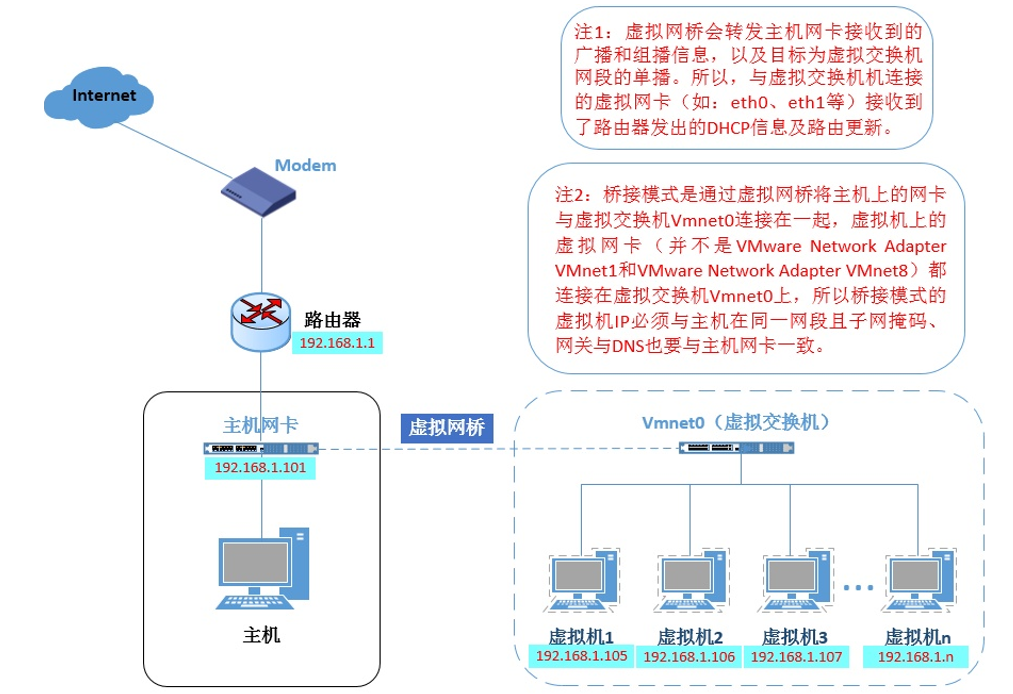 注1：虚拟网桥会转发主机网卡接收到的
广播和组播信息，以及目标为虚拟交换机
网段的单播。所以，与虚拟交换机机连接
的虚拟网卡（如：eth0、eth1等）接收到
了路由器发出的DHCP信息及路由更新。
Internet
Modem
注2：桥接模式是通过虚拟网桥将主机上的网卡
与虚拟交换机Vmnet0连接在一起，虚拟机上的
虚拟网卡（并不是VMware Network Adapter
VMnet1和VMware Network Adapter VMnet8）都
连接在虚拟交换机Vmnet0上，所以桥接模式的
虚拟机IP必须与主机在同一网段且子网掩码、
网关与DNS也要与主机网卡一致。
路由器
192.168.1.1
主机网卡
192.168.1.101
虚拟网桥
Vmnet0（虚拟交换机）
主机
虚拟机1
192.168.1.105
虚拟机2
192.168.1.106
虚拟机3
192.168.1.107
虚拟机n
192.168.1.n